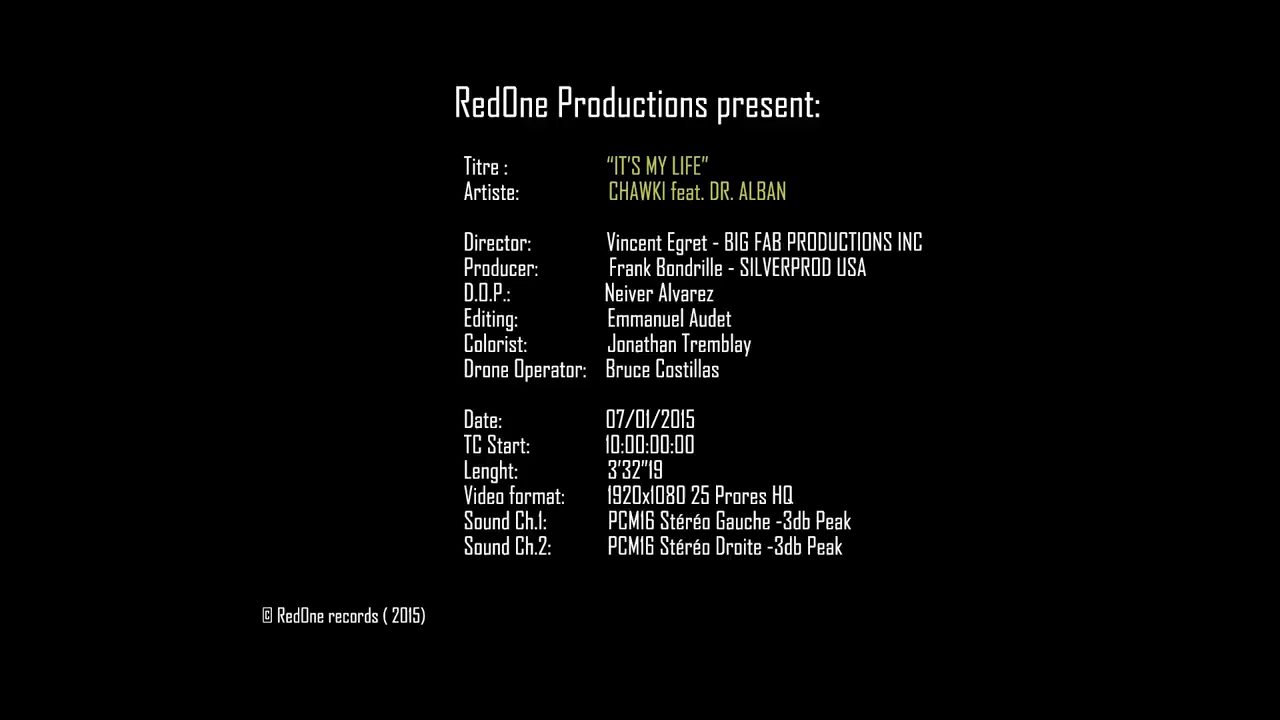 RedOne Productions present:
Titre : “IT'S MY LIFE”
Artiste: CHAWKI feat. DR. ALBAN
Director: Vincent Egret - BIG FAB PRODUCTIONS INC
Producer: Frank Bondrille - SILVERPROD USA
D.O.P.: Neiver Alvarez
Editing: Emmanuel Audet
Colorist: Jonathan Tremblay
Drone Operator: Bruce Costillas
Date: 07/01/2015
TC Start: 10:00:00:00
Lenght: 3'32"19
Video format: 1920x1080 25 Prores HQ
Sound Ch.1: PCM16 Stéréo Gauche -3db Peak
Sound Ch.2: PCM16 Stéréo Droite -3db Peak
© RedOne records ( 2015)